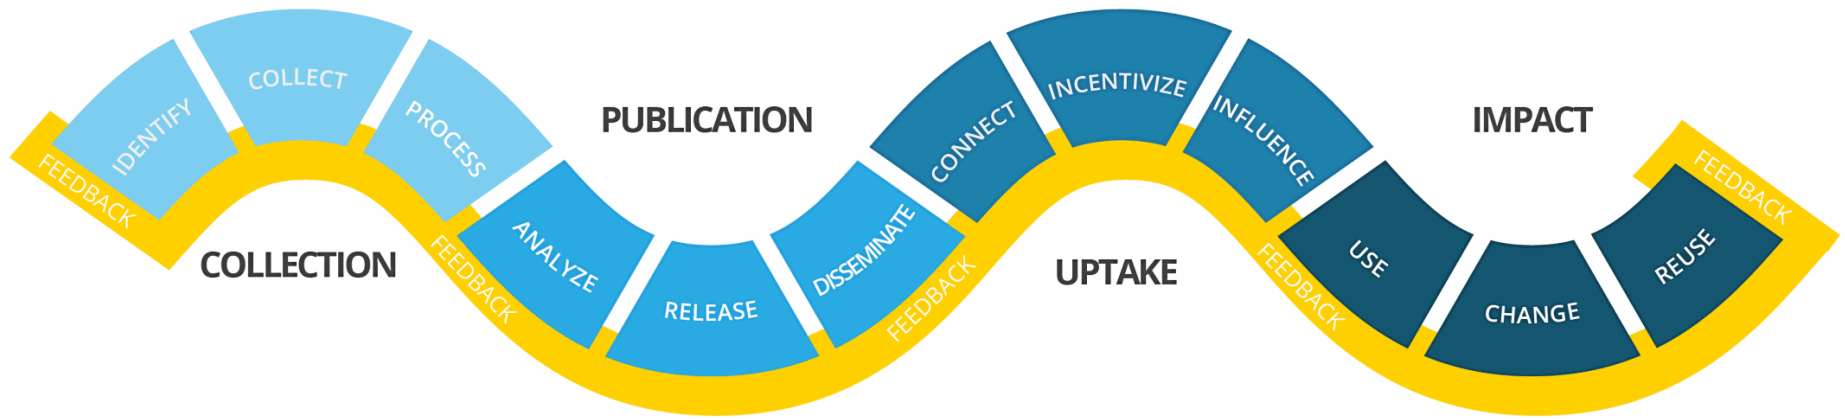 FEEDBACK
IDENTIFY
COLLECT
PROCESS
COLLECTION
FEEDBACK
ANALYZE
RELEASE
DISSEMINATE
PUBLICATION
FEEDBACK
CONNECT
INCENTIVIZE
INFLUENCE
UPTAKE
FEEDBACK
USE
CHANGE
REUSE
IMPACT
FEEDBACK